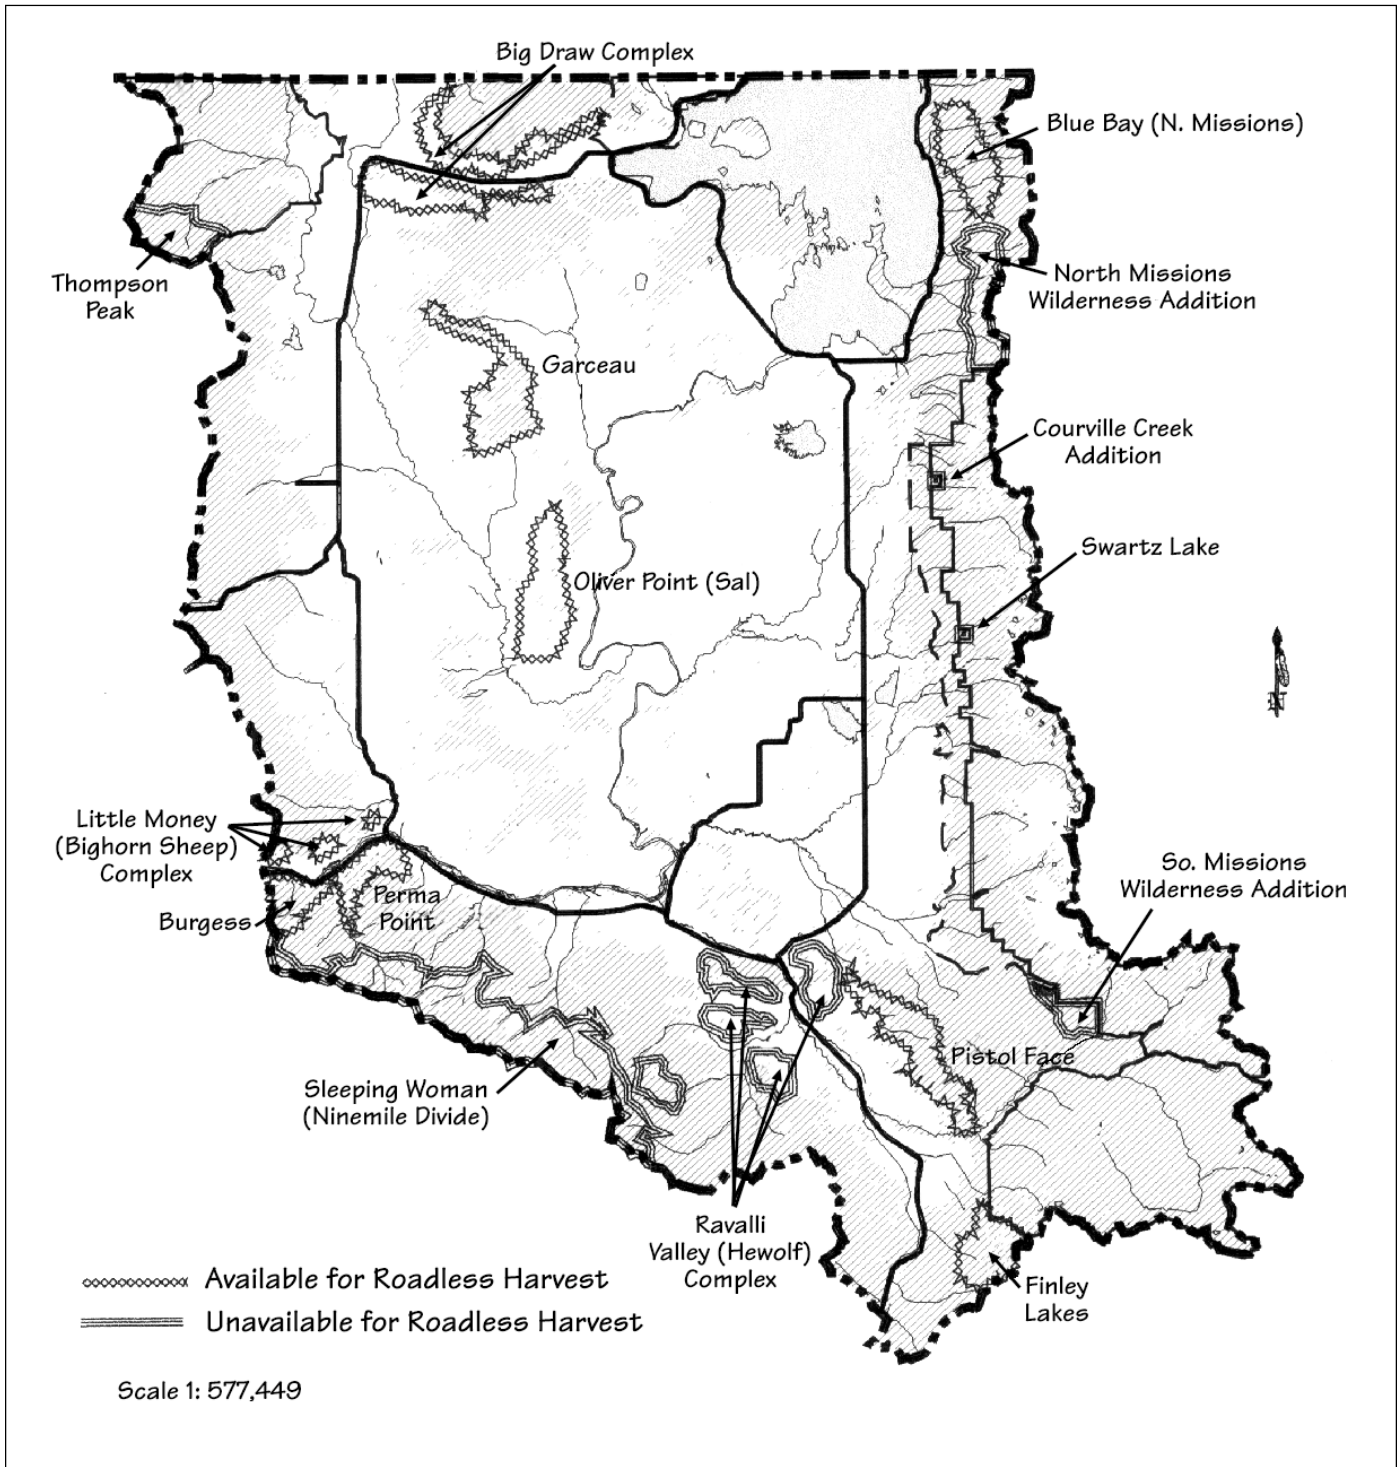 Big Draw Complex
Blue Bay (N. Missions)
North Missions
Wilderness Addition
Thompson
Peak
Garceau
Courville Creek
Addition
Swartz Lake
Oliver Point (Sal)
Little Money
(Bighorn Sheep)
Complex
So. Missions
Wilderness Addition
Perma
Point
Burgess
Pistol Face
Sleeping Woman
(Ninemile Divide)
Ravalli
Valley (Hewolf)
Complex
Finley
Lakes
Available for Roadless Harvest
Unavailable for Roadless Harvest
Scale 1: 577,449